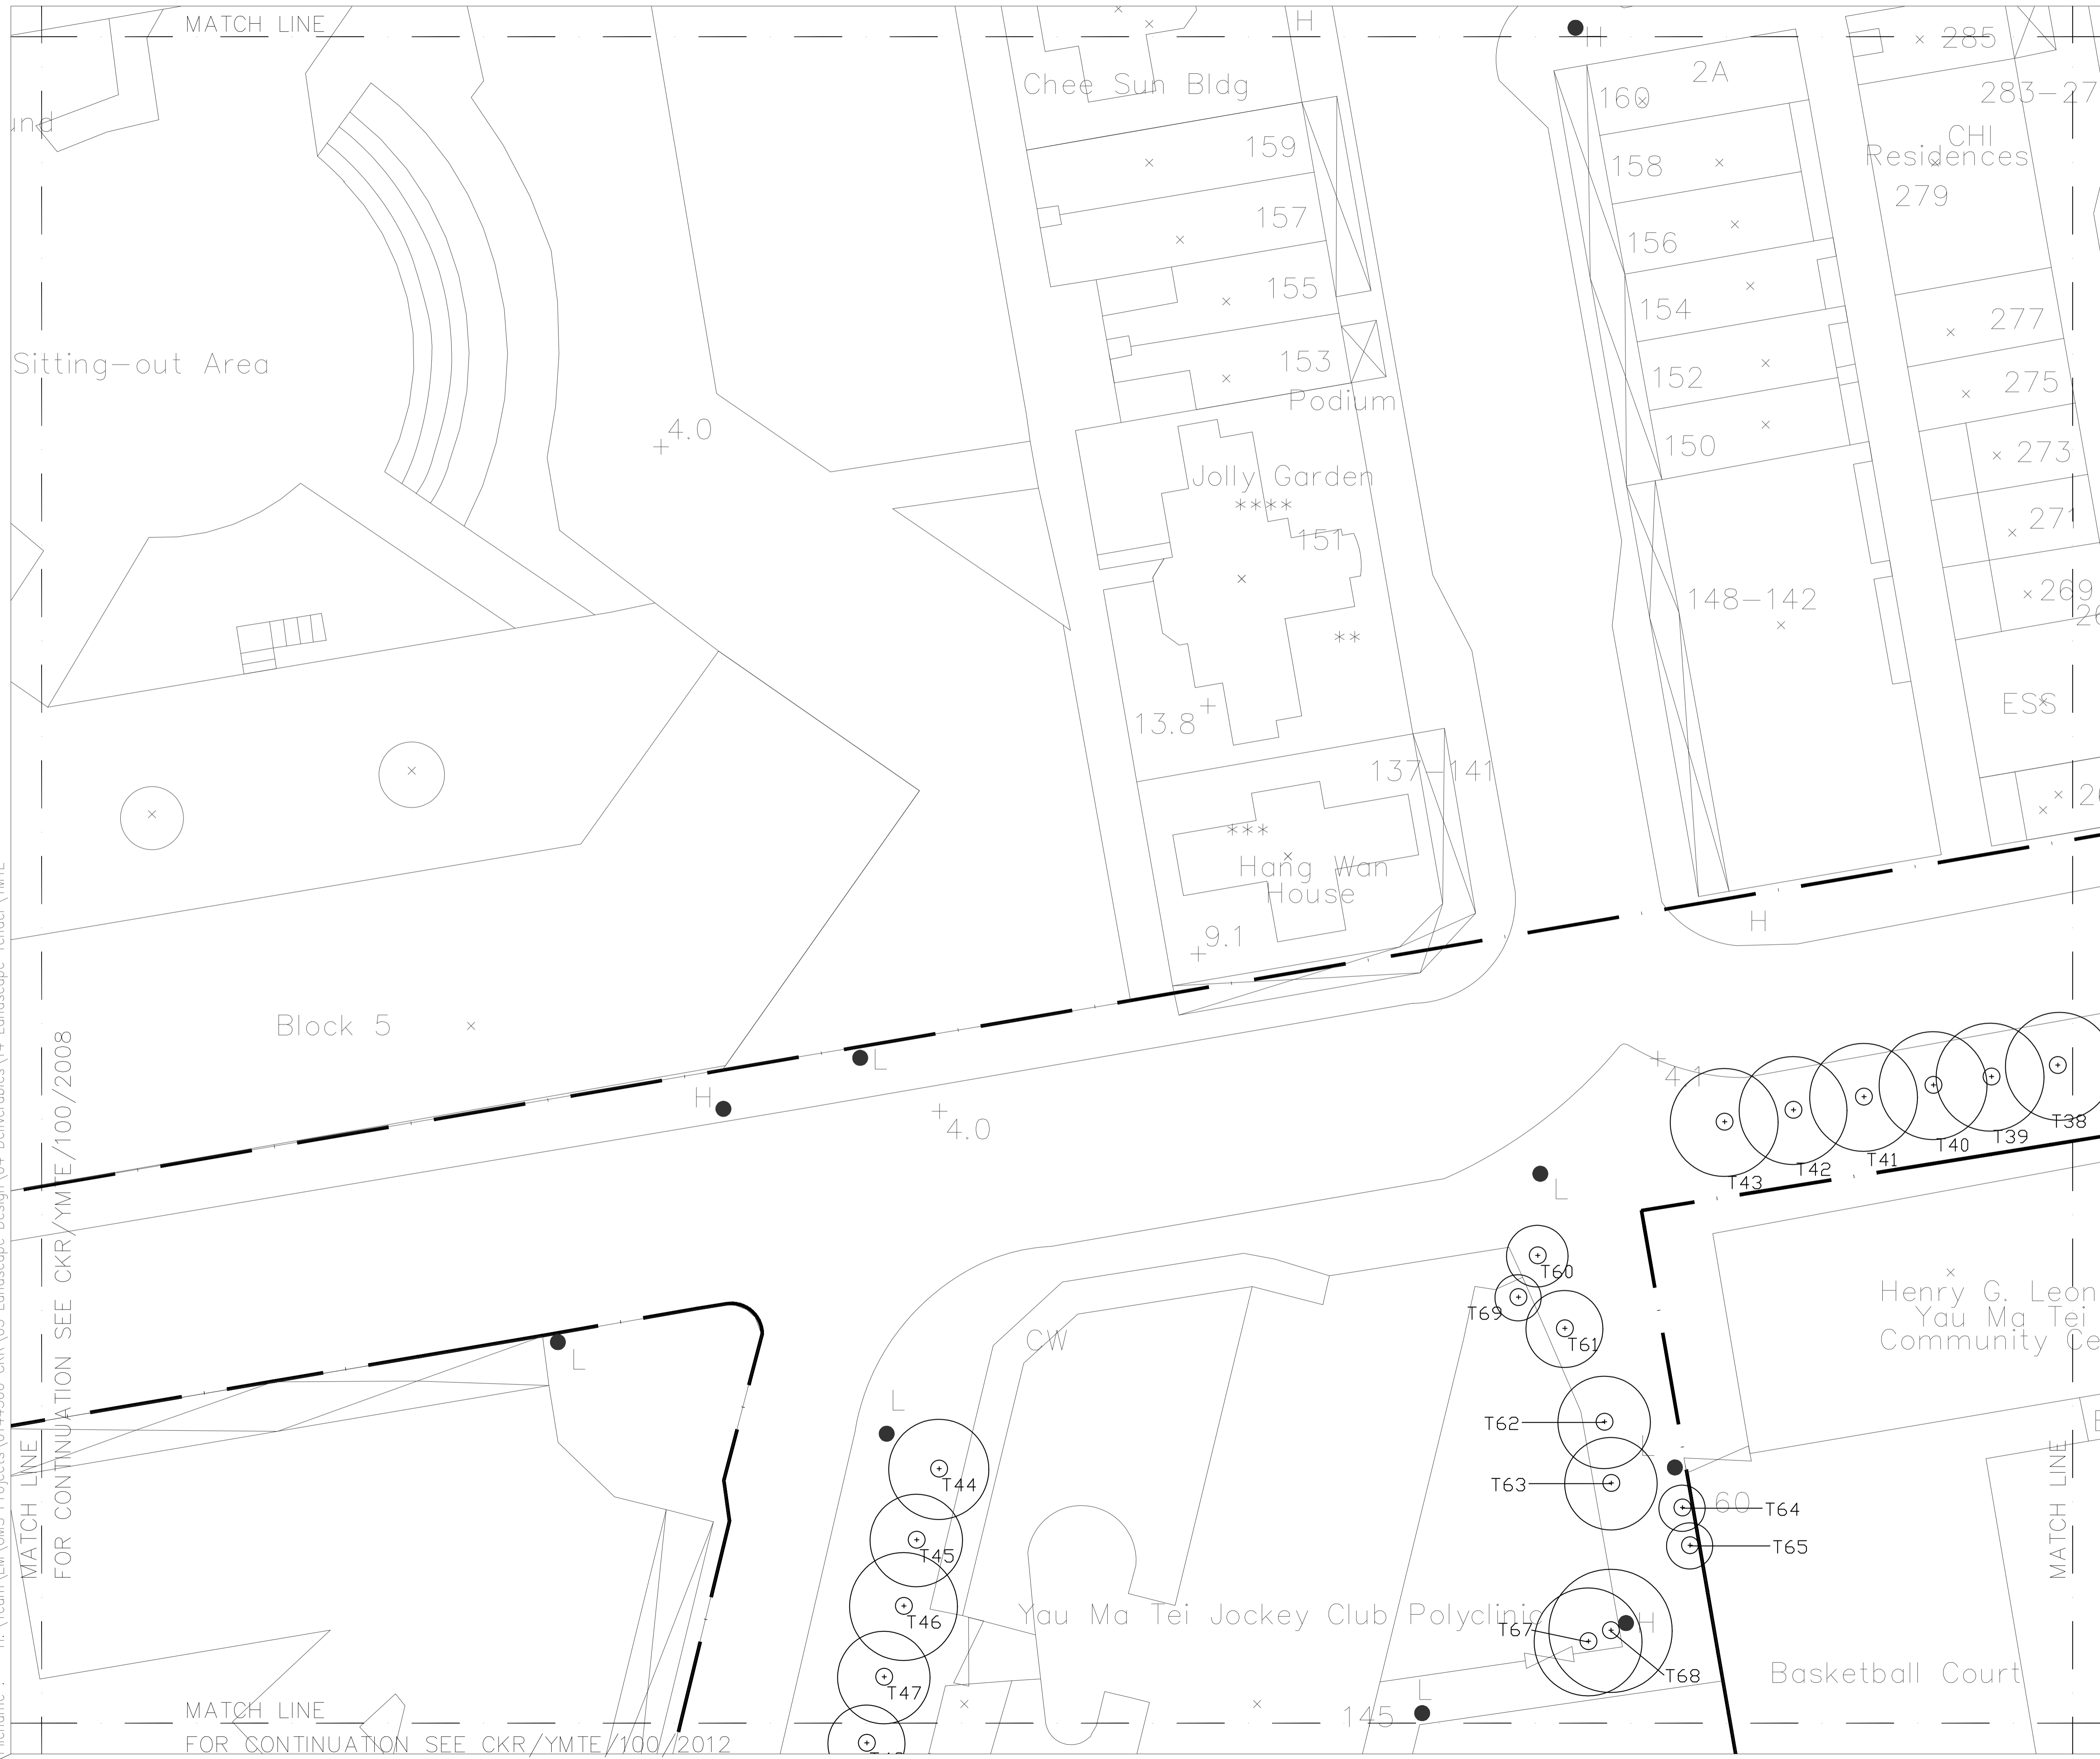 MATCH LINE
H
H
285
2A
160
Chee Sun Bldg
und
159
158
CHI
Residences
279
157
156
155
154
277
Sitting-out Area
153
152
275
Podium
4.0
150
273
Jolly Garden
****
151
271
148-142
269
**
13.8
ESS
137-141
***
Hang Wan
House
9.1
H
Block 5
L
H
4.0
4.1
T38
T39
T40
T41
T42
T43
L
FOR CONTINUATION SEE CKR/YMTE/100/2008
MATCH LINE
T60
T69
T61
Henry G. Leon
Yau Ma Tei
Community Ce
CW
L
L
T62
T63
L
60
T64
T65
MATCH LINE
T44
T45
T46
T47
Yau Ma Tei Jockey Club Polyclinic
T67
H
T68
Basketball Court
L
145
MATCH LINE
FOR CONTINUATION SEE CKR/YMTE/100/2012